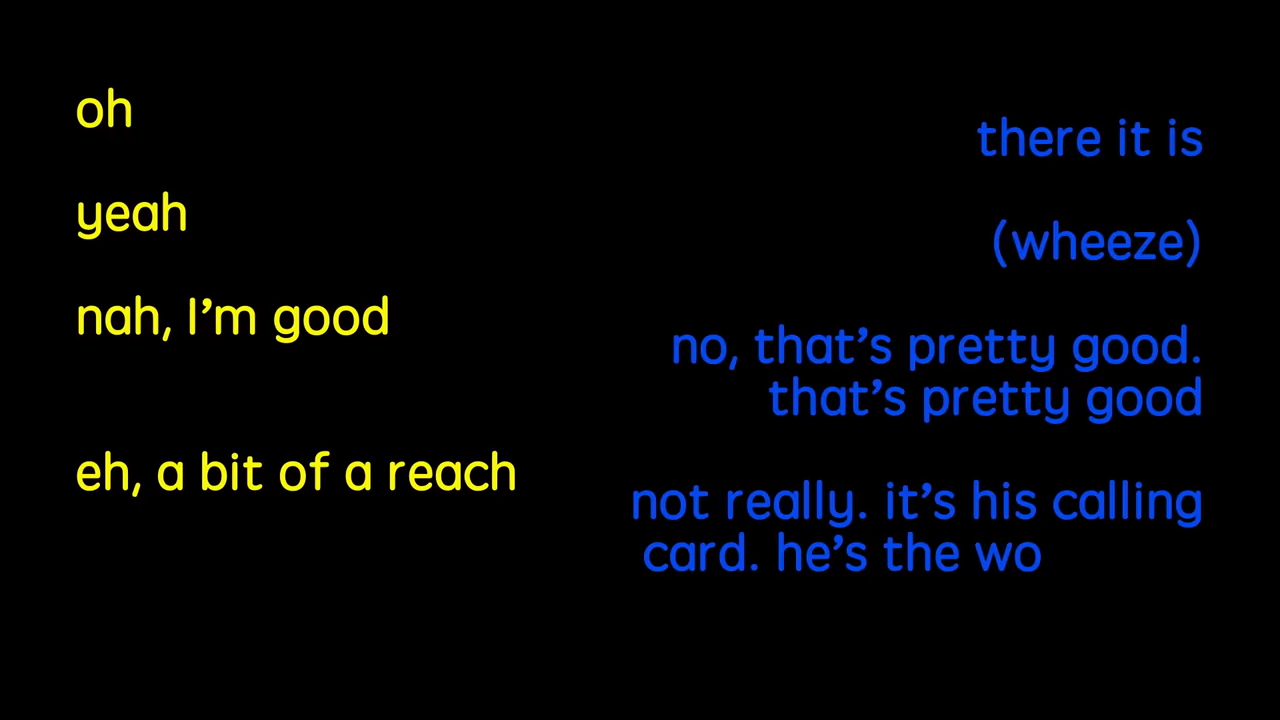 oh
there it is
yeah
(wheeze)
nah, I’m good
no, that’s pretty good.
that’s pretty good
eh, a bit of a reach
not really. it’s his calling
card. he’s the wo